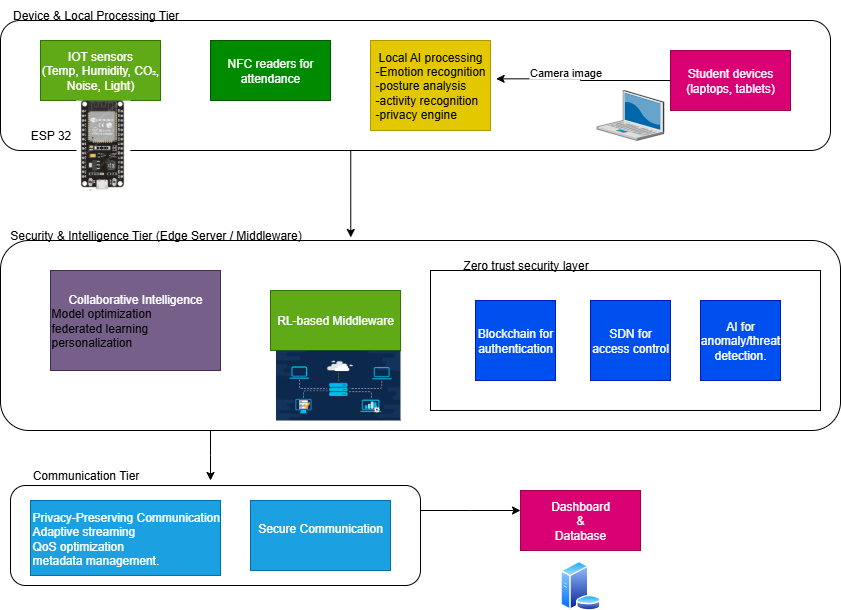 Device & Local Processing Tier
IOT sensors
(Temp, Humidity, CO₂,
Noise, Light)
NFC readers for
attendance
Local AI processing
-Emotion recognition
-posture analysis
-activity recognition
-privacy engine
Camera image
Student devices
(laptops, tablets)
ESP 32
Security & Intelligence Tier (Edge Server / Middleware)
Collaborative Intelligence
Model optimization
federated learning
personalization
RL-based Middleware
Zero trust security layer
Blockchain for
authentication
SDN for
access control
AI for
anomaly/threat
detection.
Communication Tier
Privacy-Preserving Communication
Adaptive streaming
QoS optimization
metadata management.
Secure Communication
Dashboard
&
Database